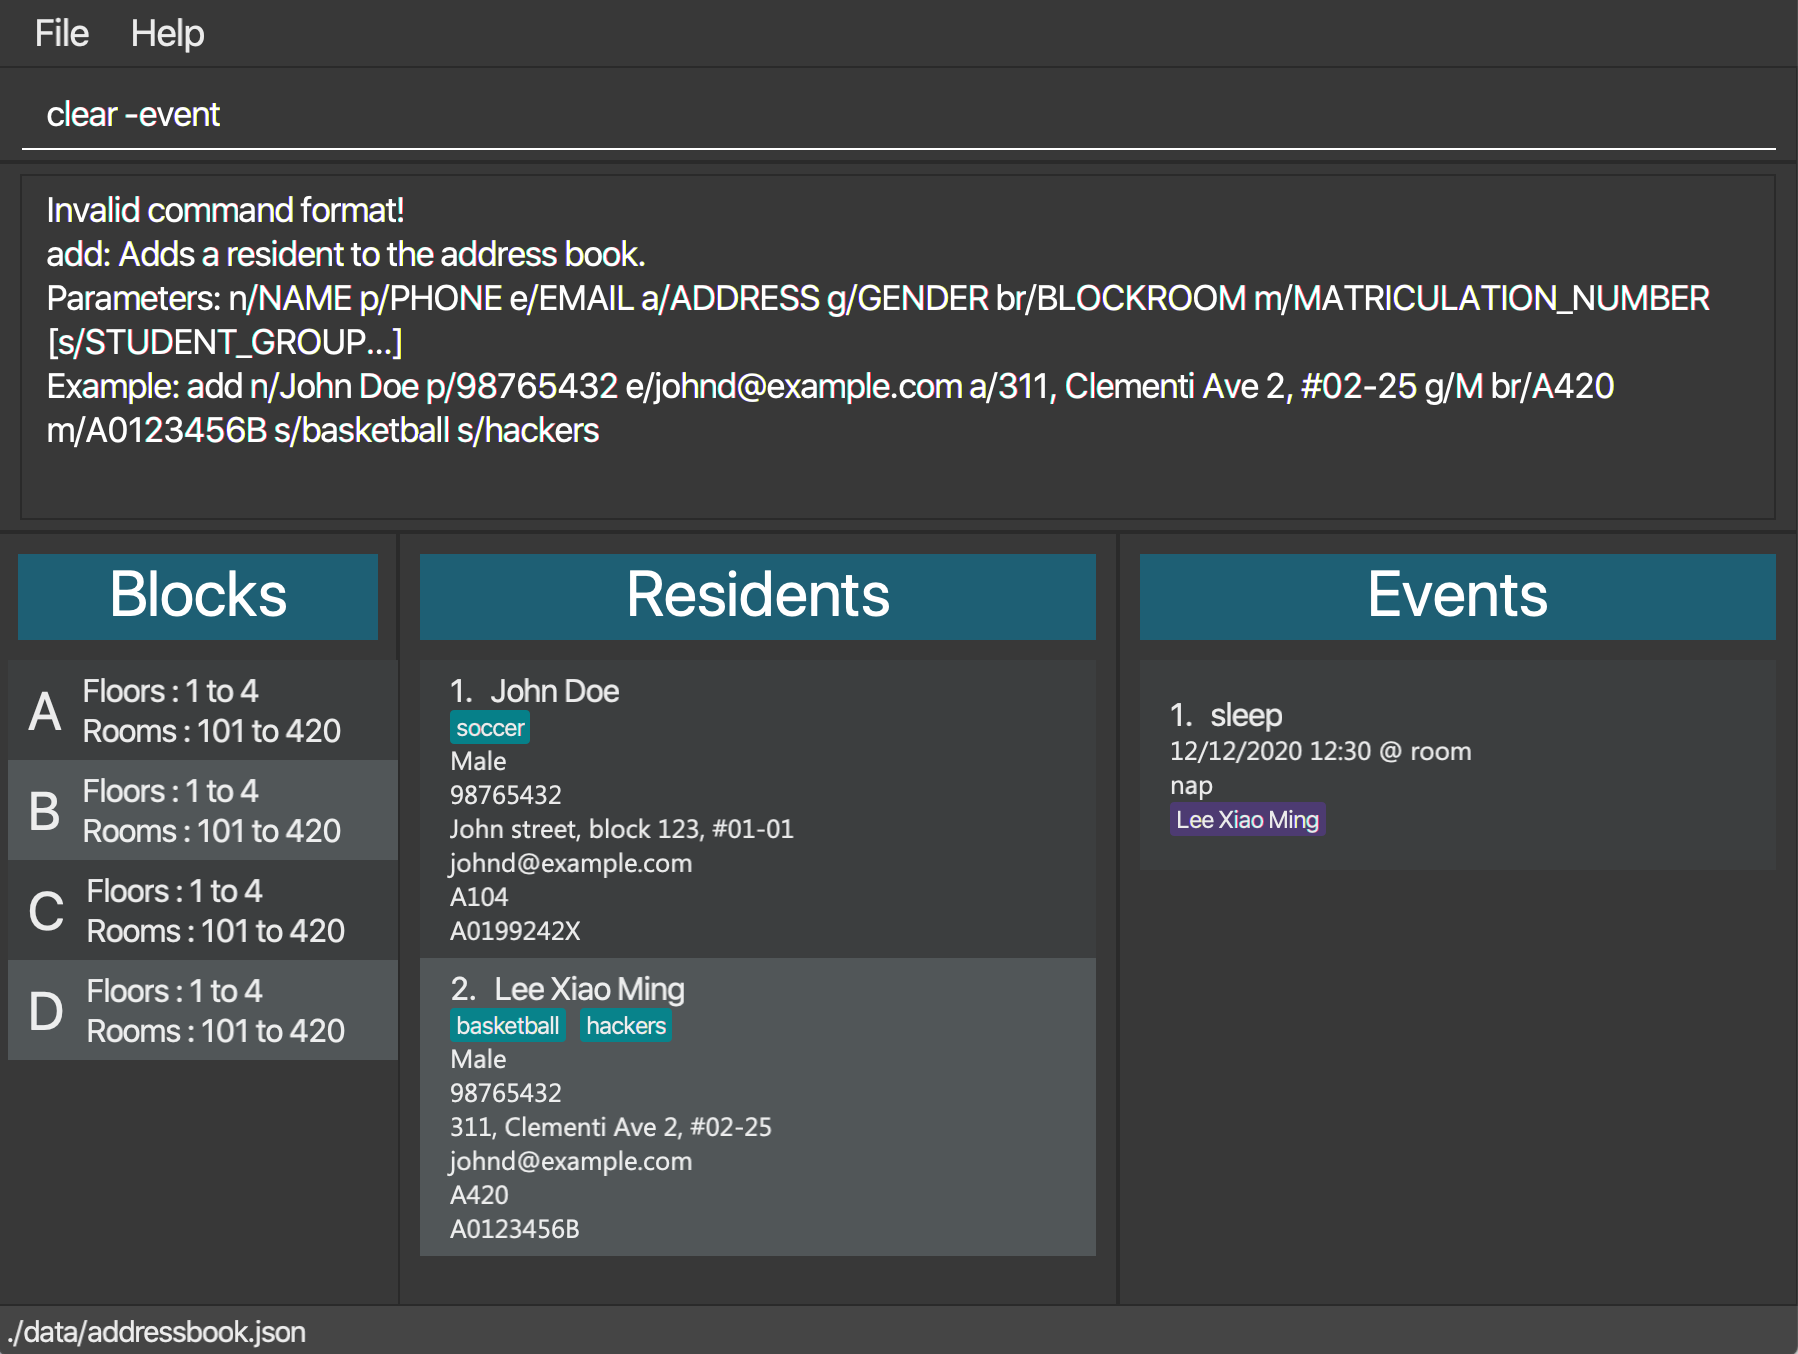 File Help
clear -event
Invalid command format!
add: Adds a resident to the address book.
Parameters: n/NAME p/PHONE e/EMAIL a/ADDRESS g/GENDER br/BLOCKROOM m/MATRICULATION_NUMBER
[s/STUDENT_GROUP...]
Example: add n/John Doe p/98765432 e/johnd@example.com a/311, Clementi Ave 2, #02-25 g/M br/A420
m/A0123456B s/basketball s/hackers
Blocks
A
Floors : 1 to 4
Rooms : 101 to 420
B
Floors : 1 to 4
Rooms : 101 to 420
C
Floors : 1 to 4
Rooms : 101 to 420
D
Floors : 1 to 4
Rooms : 101 to 420
Residents
1. John Doe
soccer
Male
98765432
John street, block 123, #01-01
johnd@example.com
A104
A0199242X
2. Lee Xiao Ming
basketball hackers
Male
98765432
311, Clementi Ave 2, #02-25
johnd@example.com
A420
A0123456B
Events
1. sleep
12/12/2020 12:30 @ room
nap
Lee Xiao Ming
./data/addressbook.json